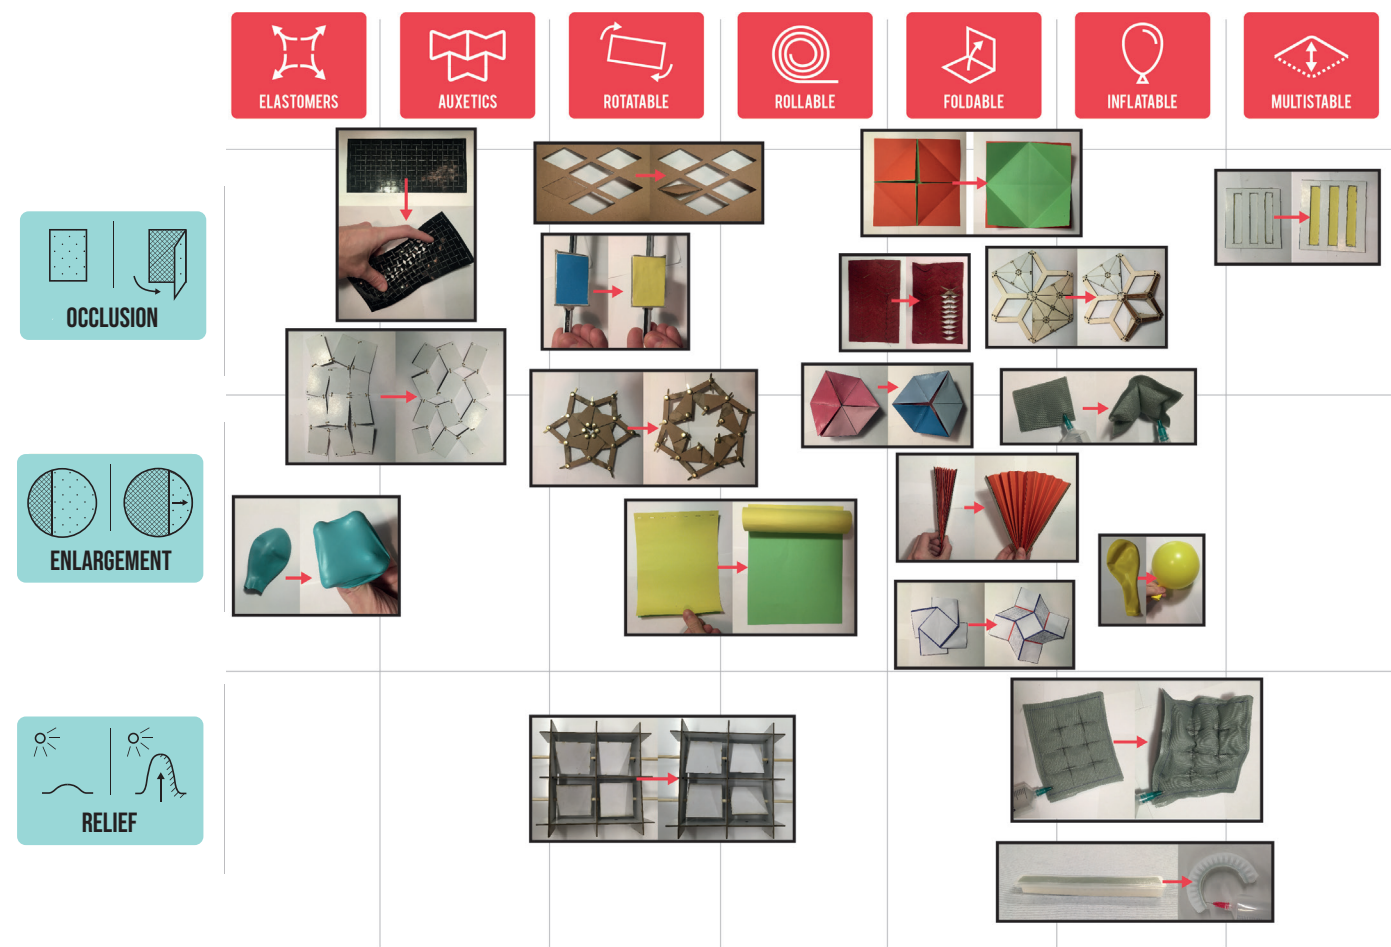 ELASTOMERS
AUXETICS
ROTATABLE
ROLLABLE
FOLDABLE
INFLATABLE
MULTISTABLE
OCCLUSION
ENLARGEMENT
RELIEF